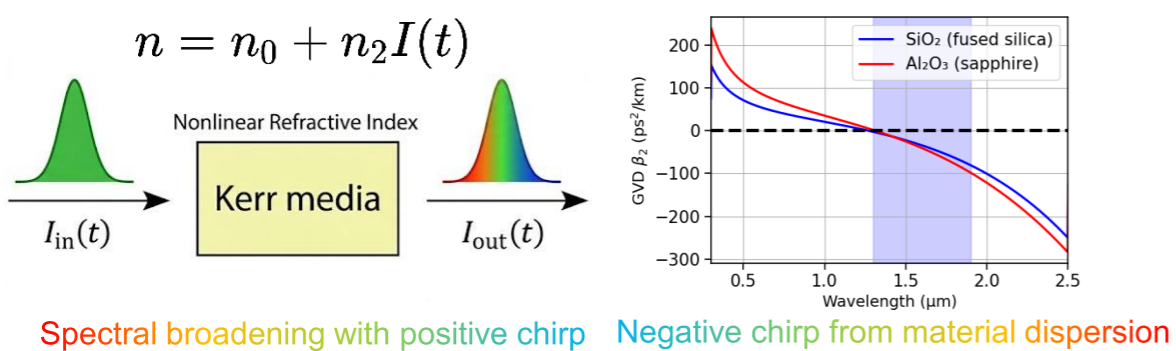 n = n₀ + n₂I(t)
Nonlinear Refractive Index
Kerr media
I_in(t)
I_out(t)
Spectral broadening with positive chirp
SiO₂ (fused silica)
Al₂O₃ (sapphire)
GVD β₂ (ps²/km)
200
100
0
−100
−200
−300
0.5 1.0 1.5 2.0 2.5
Wavelength (μm)
Negative chirp from material dispersion